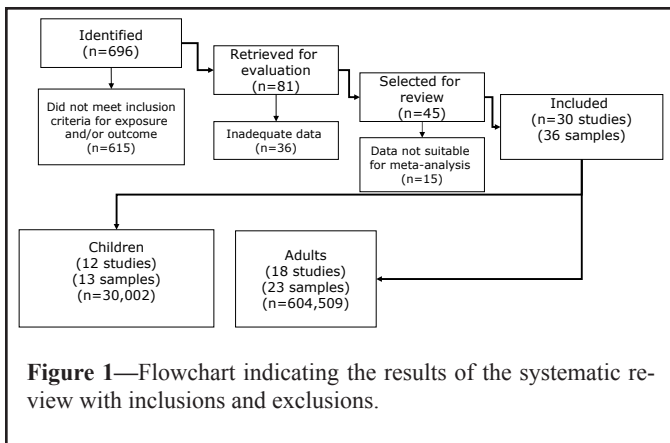 Identified
(n=696)
Retrieved for
evaluation
(n=81)
Selected for
review
(n=45)
Included
(n=30 studies)
(36 samples)
Did not meet inclusion
criteria for exposure
and/or outcome
(n=615)
Inadequate data
(n=36)
Data not suitable
for meta-analysis
(n=15)
Children
(12 studies)
(13 samples)
(n=30,002)
Adults
(18 studies)
(23 samples)
(n=604,509)
Figure 1—Flowchart indicating the results of the systematic re-
view with inclusions and exclusions.